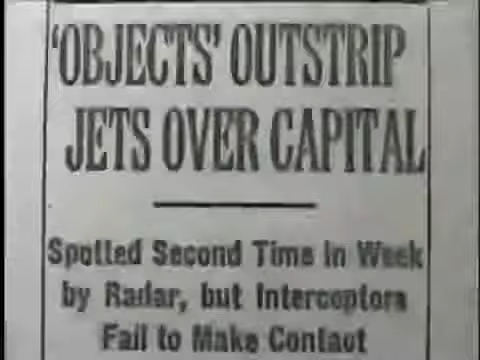 'OBJECTS' OUTSTRIP
JETS OVER CAPITAL
Spotted Second Time in Week
by Radar, but Interceptors
Fail to Make Contact